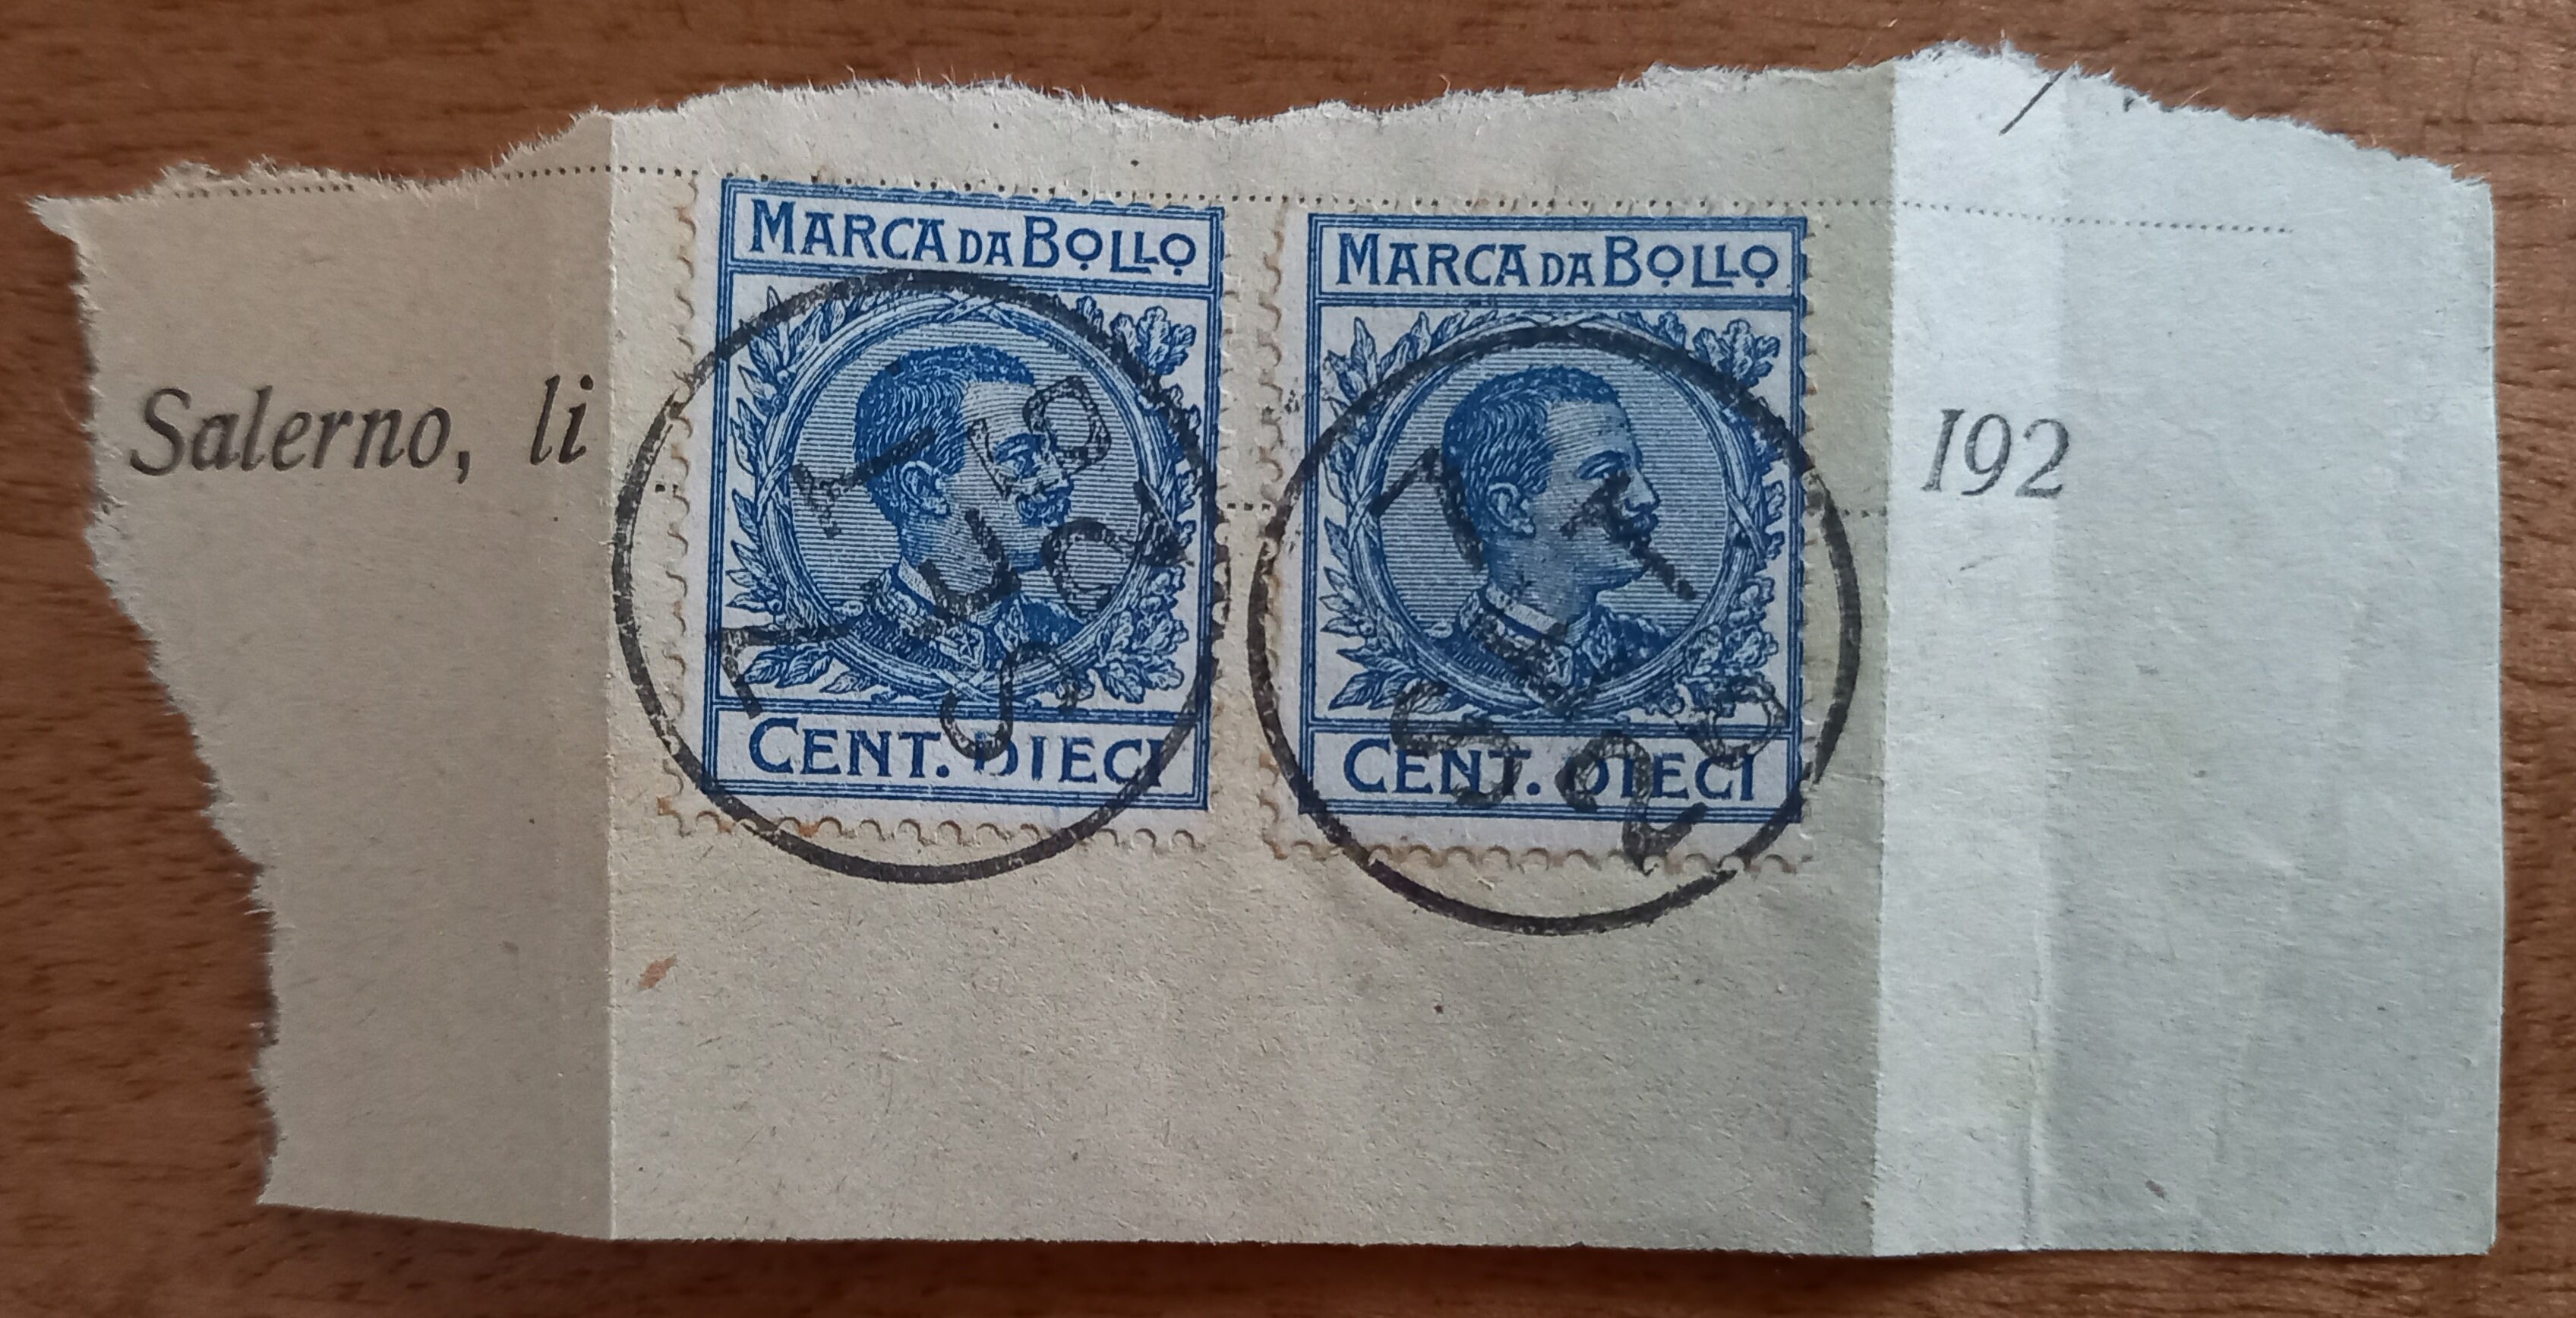 MARCA DA BOLLO
MARCA DA BOLLO
Salerno, li
192
CENT. DIECI
CENT. DIECI